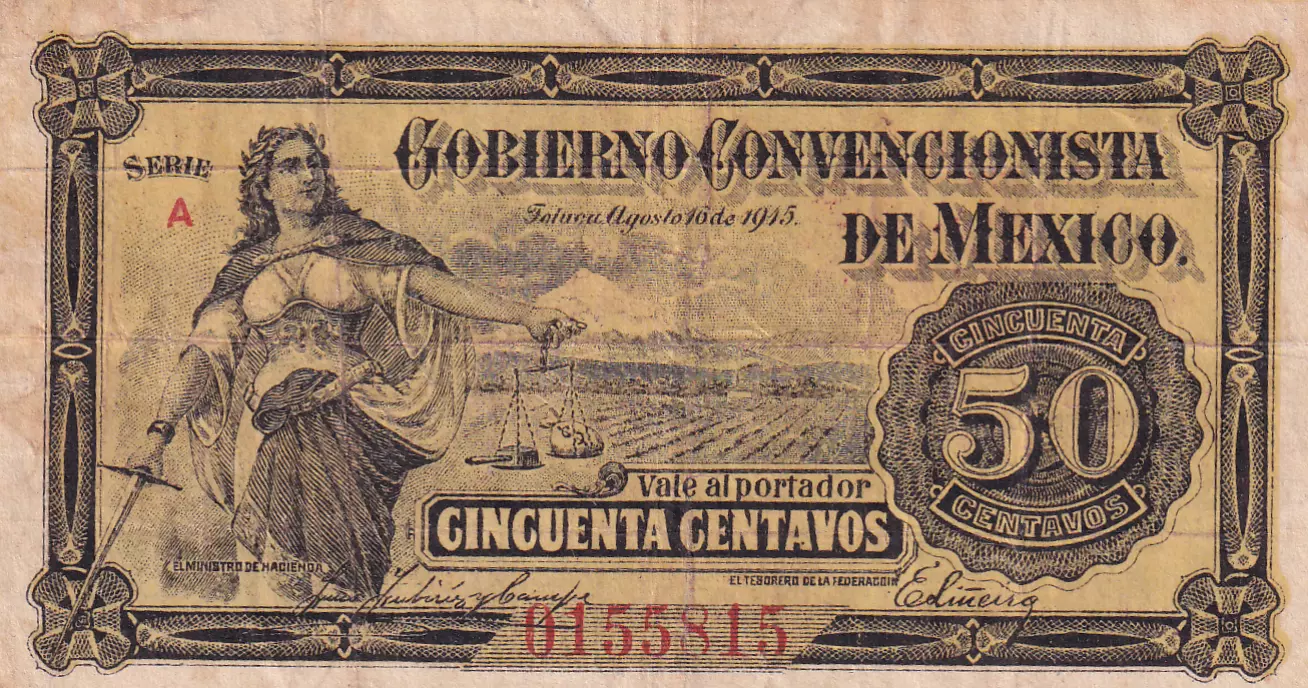 SERIE
A
GOBIERNO CONVENCIONISTA
DE MEXICO.
Toluca Agosto 16 de 1915.
CINCUENTA
50
CENTAVOS
Vale al portador
CINCUENTA CENTAVOS
EL MINISTRO DE HACIENDA
EL TESORERO DE LA FEDERACION
0155815